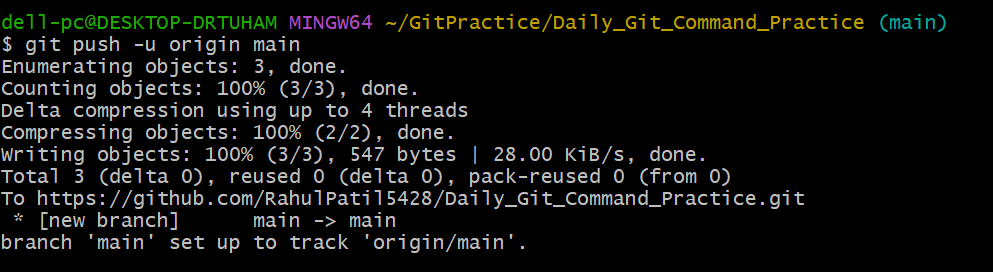 dell-pc@DESKTOP-DRTUHAM MINGW64 ~/GitPractice/Daily_Git_Command_Practice (main)
$ git push -u origin main
Enumerating objects: 3, done.
Counting objects: 100% (3/3), done.
Delta compression using up to 4 threads
Compressing objects: 100% (2/2), done.
Writing objects: 100% (3/3), 547 bytes | 28.00 KiB/s, done.
Total 3 (delta 0), reused 0 (delta 0), pack-reused 0 (from 0)
To https://github.com/RahulPatil5428/Daily_Git_Command_Practice.git
 * [new branch]      main -> main
branch 'main' set up to track 'origin/main'.